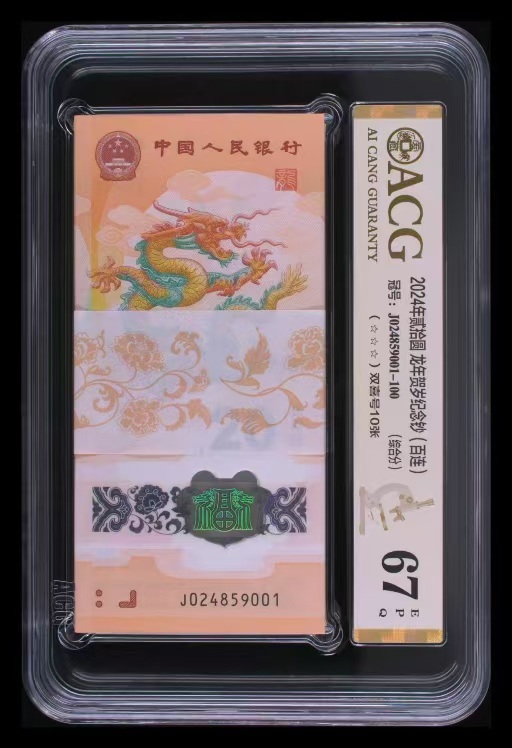 中国人民银行
J024859001
ACG
AI CANG GUARANTY
2024年贰拾圆 龙年贺岁纪念钞（百连）
冠号：J024859001-100
（综合分）
（☆☆☆）双喜号10张
67
EPQ
ACG